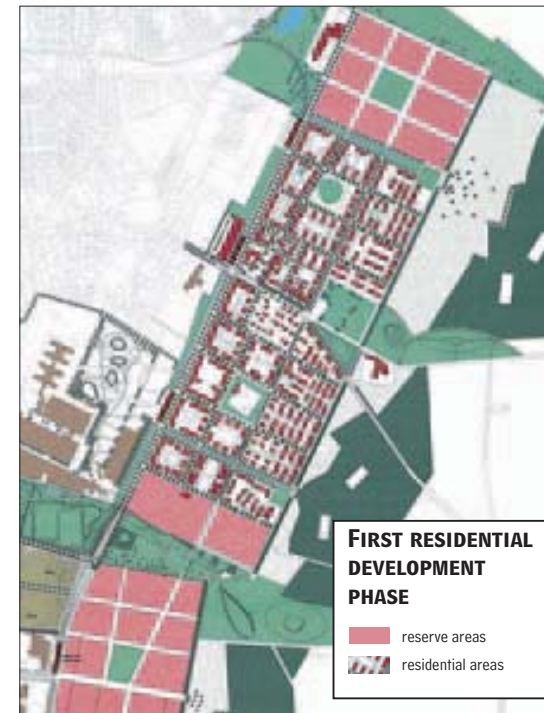 FIRST RESIDENTIAL
DEVELOPMENT
PHASE
reserve areas
residential areas